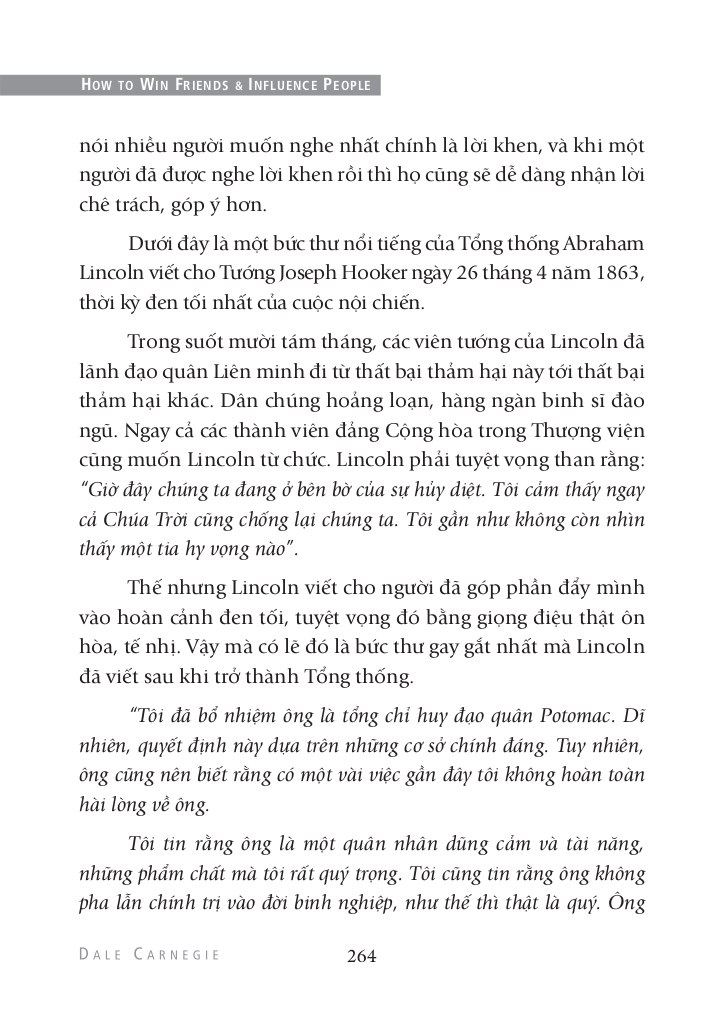 HOW TO WIN FRIENDS & INFLUENCE PEOPLE
nói nhiều người muốn nghe nhất chính là lời khen, và khi một
người đã được nghe lời khen rồi thì họ cũng sẽ dễ dàng nhận lời
chê trách, góp ý hơn.
Dưới đây là một bức thư nổi tiếng của Tổng thống Abraham
Lincoln viết cho Tướng Joseph Hooker ngày 26 tháng 4 năm 1863,
thời kỳ đen tối nhất của cuộc nội chiến.
Trong suốt mười tám tháng, các viên tướng của Lincoln đã
lãnh đạo quân Liên minh đi từ thất bại thảm hại này tới thất bại
thảm hại khác. Dân chúng hoảng loạn, hàng ngàn binh sĩ đào
ngũ. Ngay cả các thành viên đảng Cộng hòa trong Thượng viện
cũng muốn Lincoln từ chức. Lincoln phải tuyệt vọng than rằng:
“Giờ đây chúng ta đang ở bên bờ của sự hủy diệt. Tôi cảm thấy ngay
cả Chúa Trời cũng chống lại chúng ta. Tôi gần như không còn nhìn
thấy một tia hy vọng nào”.
Thế nhưng Lincoln viết cho người đã góp phần đẩy mình
vào hoàn cảnh đen tối, tuyệt vọng đó bằng giọng điệu thật ôn
hòa, tế nhị. Vậy mà có lẽ đó là bức thư gay gắt nhất mà Lincoln
đã viết sau khi trở thành Tổng thống.
“Tôi đã bổ nhiệm ông là tổng chỉ huy đạo quân Potomac. Dĩ
nhiên, quyết định này dựa trên những cơ sở chính đáng. Tuy nhiên,
ông cũng nên biết rằng có một vài việc gần đây tôi không hoàn toàn
hài lòng về ông.
Tôi tin rằng ông là một quân nhân dũng cảm và tài năng,
những phẩm chất mà tôi rất quý trọng. Tôi cũng tin rằng ông không
pha lẫn chính trị vào đời binh nghiệp, như thế thì thật là quý. Ông
DALE CARNEGIE
264